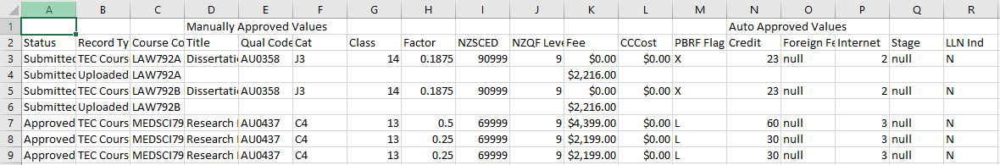 A B C D E F G H I J K L M N O P Q R
1 Manually Approved Values Auto Approved Values
2 Status Record Ty Course Co Title Qual Code Cat Class Factor NZSCED NZQF Leve Fee CCCost PBRF Flag Credit Foreign Fe Internet Stage LLN Ind
3 Submitted TEC Cours LAW792A Dissertati AU0358 J3 14 0.1875 90999 9 $0.00 $0.00 X 23 null 2 null N
4 Submitted Uploaded LAW792A $2,216.00
5 Submitted TEC Cours LAW792B Dissertati AU0358 J3 14 0.1875 90999 9 $0.00 $0.00 X 23 null 2 null N
6 Submitted Uploaded LAW792B $2,216.00
7 Approved TEC Cours MEDSCI79 Research AU0437 C4 13 0.5 69999 9 $4,399.00 $0.00 L 60 null 3 null N
8 Approved TEC Cours MEDSCI79 Research AU0437 C4 13 0.25 69999 9 $2,199.00 $0.00 L 30 null 3 null N
9 Approved TEC Cours MEDSCI79 Research AU0437 C4 13 0.25 69999 9 $2,199.00 $0.00 L 30 null 3 null N